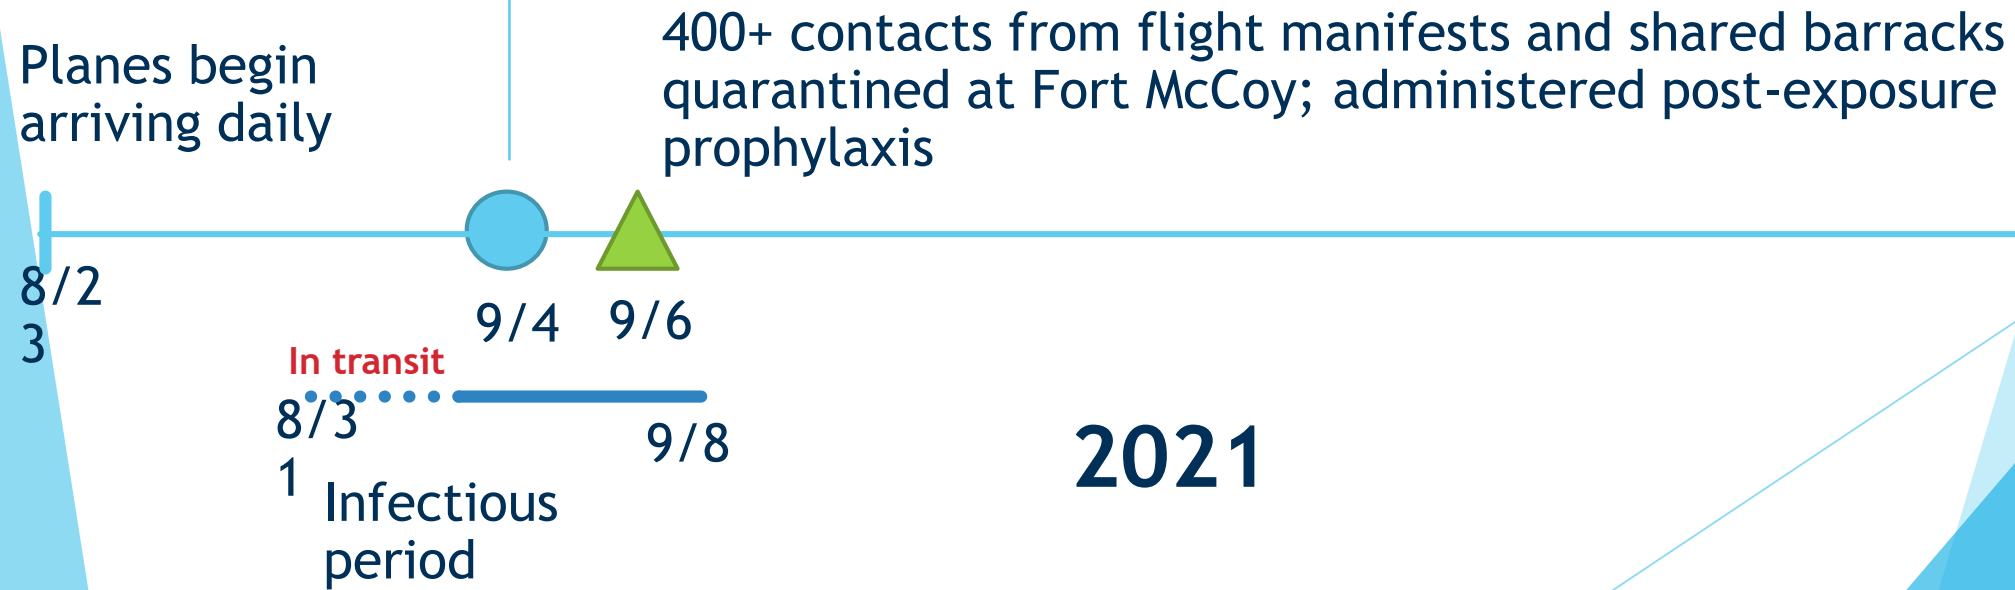 Planes begin
arriving daily
400+ contacts from flight manifests and shared barracks
quarantined at Fort McCoy; administered post-exposure
prophylaxis
8/2
3
9/4
9/6
In transit
8/3
1
9/8
Infectious
period
2021